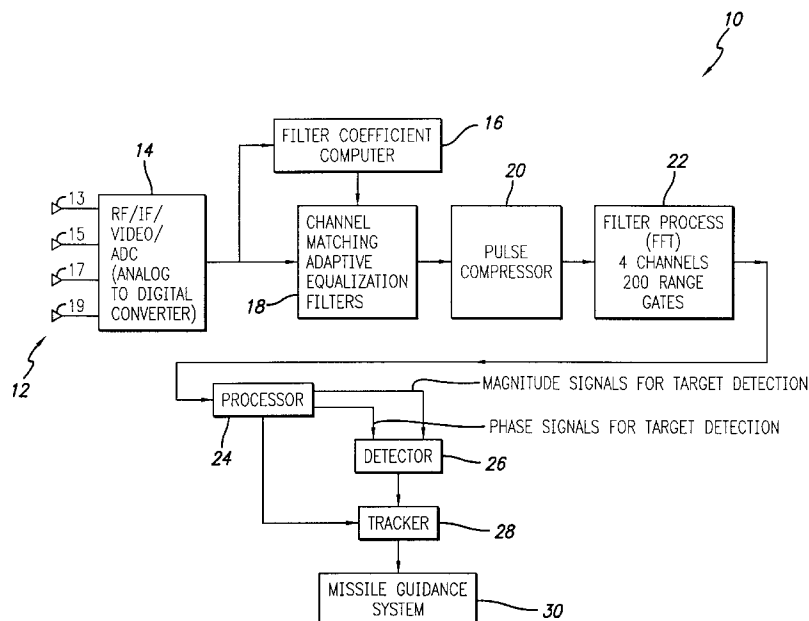 10
FILTER COEFFICIENT
COMPUTER
16
14
RF/IF/
VIDEO/
ADC
(ANALOG
TO DIGITAL
CONVERTER)
13
15
17
19
12
CHANNEL
MATCHING
ADAPTIVE
EQUALIZATION
FILTERS
18
20
PULSE
COMPRESSOR
22
FILTER PROCESS
(FFT)
4 CHANNELS
200 RANGE
GATES
MAGNITUDE SIGNALS FOR TARGET DETECTION
PROCESSOR
24
PHASE SIGNALS FOR TARGET DETECTION
DETECTOR
26
TRACKER
28
MISSILE GUIDANCE
SYSTEM
30